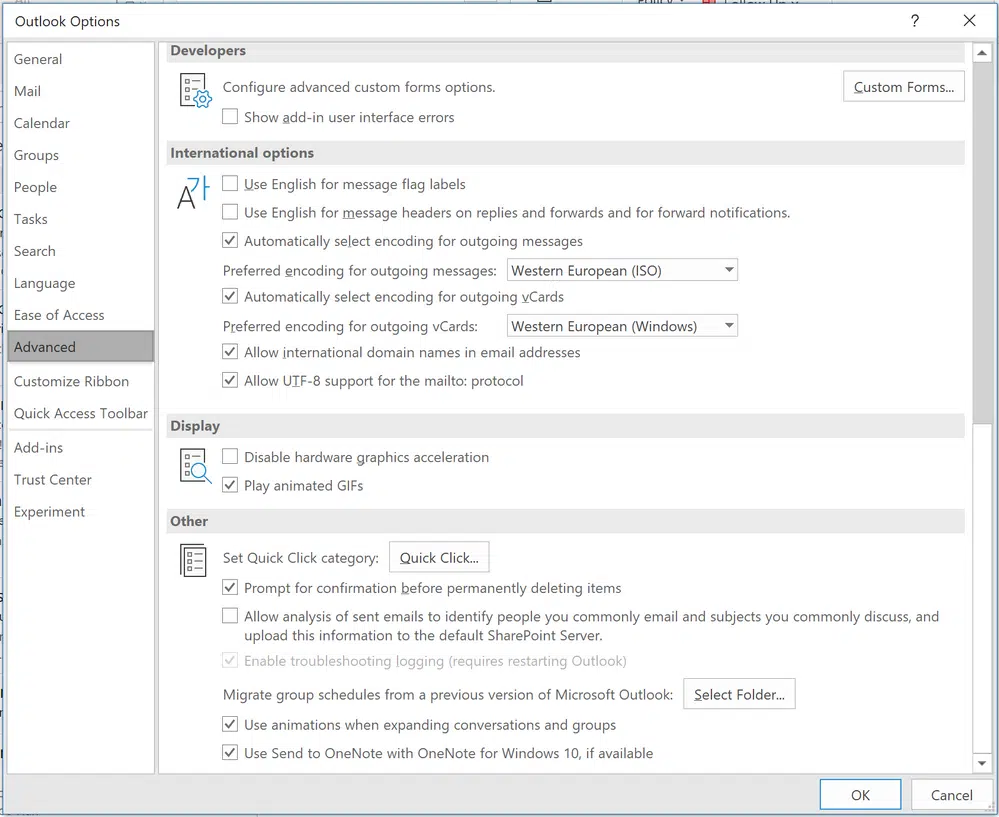 Outlook Options
?
General
Mail
Calendar
Groups
People
Tasks
Search
Language
Ease of Access
Advanced
Customize Ribbon
Quick Access Toolbar
Add-ins
Trust Center
Experiment
Developers
Configure advanced custom forms options.
Custom Forms...
Show add-in user interface errors
International options
Use English for message flag labels
Use English for message headers on replies and forwards and for forward notifications.
Automatically select encoding for outgoing messages
Preferred encoding for outgoing messages: Western European (ISO)
Automatically select encoding for outgoing vCards
Preferred encoding for outgoing vCards: Western European (Windows)
Allow international domain names in email addresses
Allow UTF-8 support for the mailto: protocol
Display
Disable hardware graphics acceleration
Play animated GIFs
Other
Set Quick Click category: Quick Click...
Prompt for confirmation before permanently deleting items
Allow analysis of sent emails to identify people you commonly email and subjects you commonly discuss, and
upload this information to the default SharePoint Server.
Enable troubleshooting logging (requires restarting Outlook)
Migrate group schedules from a previous version of Microsoft Outlook: Select Folder...
Use animations when expanding conversations and groups
Use Send to OneNote with OneNote for Windows 10, if available
OK
Cancel